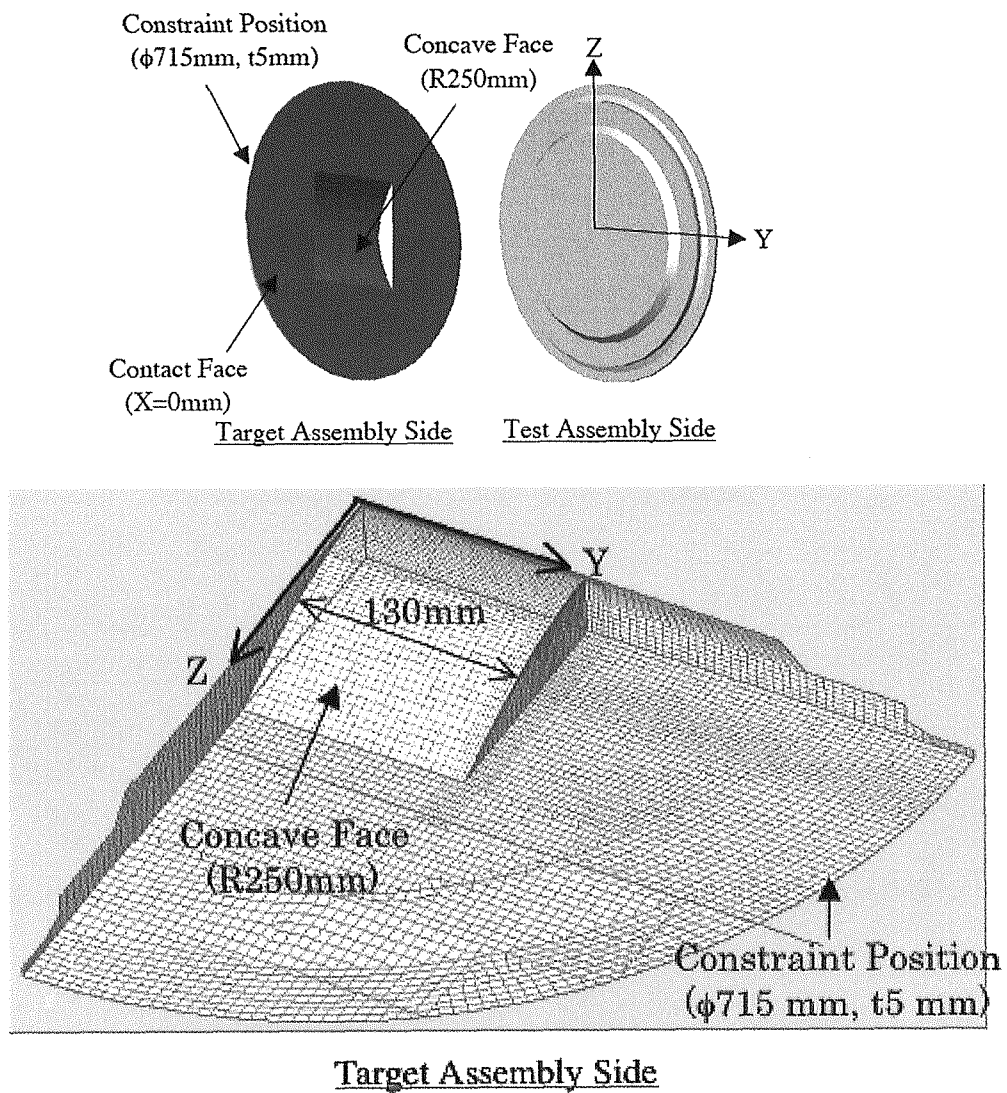 Constraint Position
(φ715mm, t5mm)
Concave Face
(R250mm)
Z
Y
Contact Face
(X=0mm)
Target Assembly Side
Test Assembly Side
Y
130mm
Z
Concave Face
(R250mm)
Constraint Position
(φ715 mm, t5 mm)
Target Assembly Side